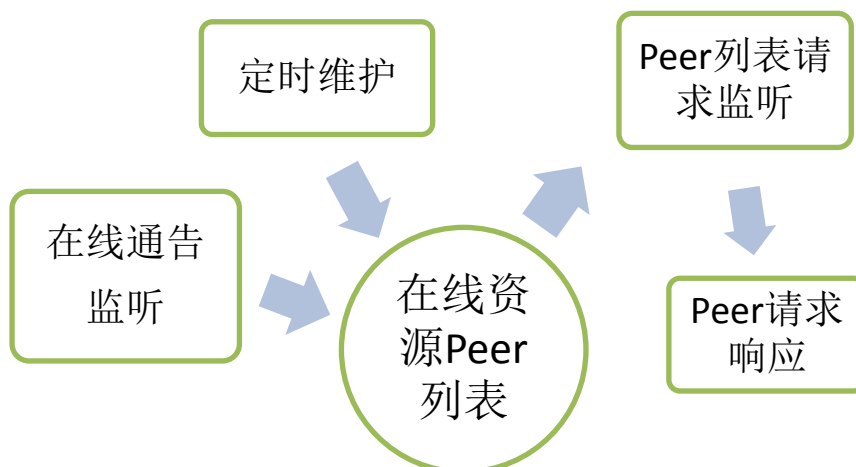 定时维护
Peer列表请
求监听
在线通告
监听
在线资
源Peer
列表
Peer请求
响应